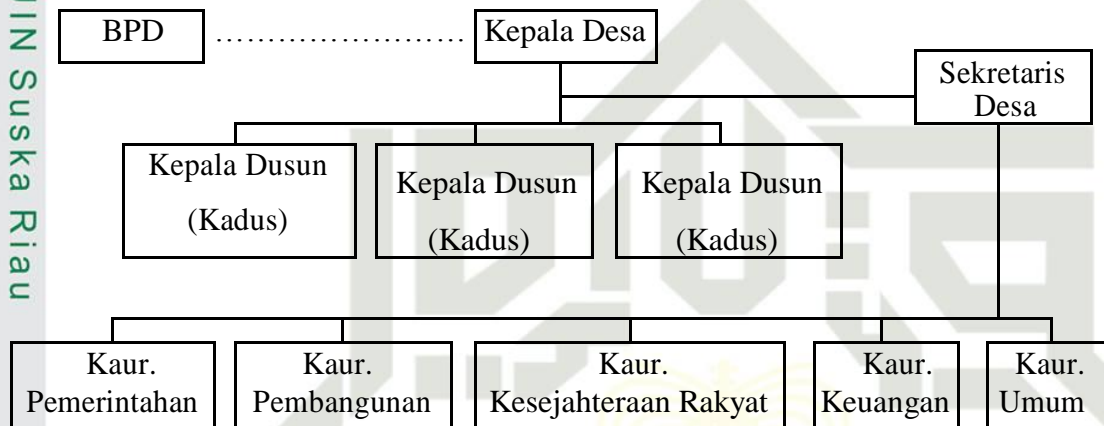 UIN Suska Riau
BPD ........................ Kepala Desa
Sekretaris
Desa
Kepala Dusun
(Kadus)
Kepala Dusun
(Kadus)
Kepala Dusun
(Kadus)
Kaur.
Pemerintahan
Kaur.
Pembangunan
Kaur.
Kesejahteraan Rakyat
Kaur.
Keuangan
Kaur.
Umum